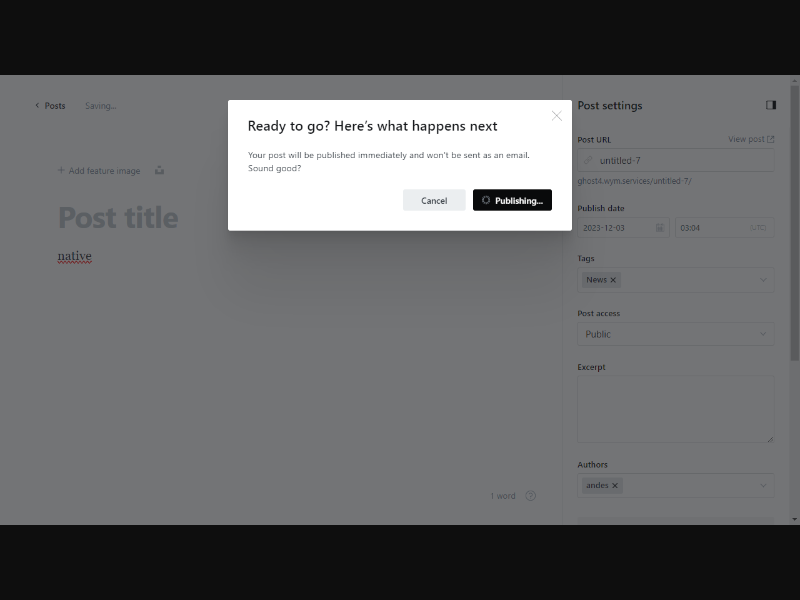 Posts
Saving...
Ready to go? Here's what happens next
Your post will be published immediately and won't be sent as an email.
Sound good?
Cancel
Publishing...
+ Add feature image
Post title
native
1 word
?
Post settings
Post URL
View post
untitled-7
ghost4.wym.services/untitled-7/
Publish date
2023-12-03
03:04
UTC
Tags
News ×
Post access
Public
Excerpt
Authors
andes ×